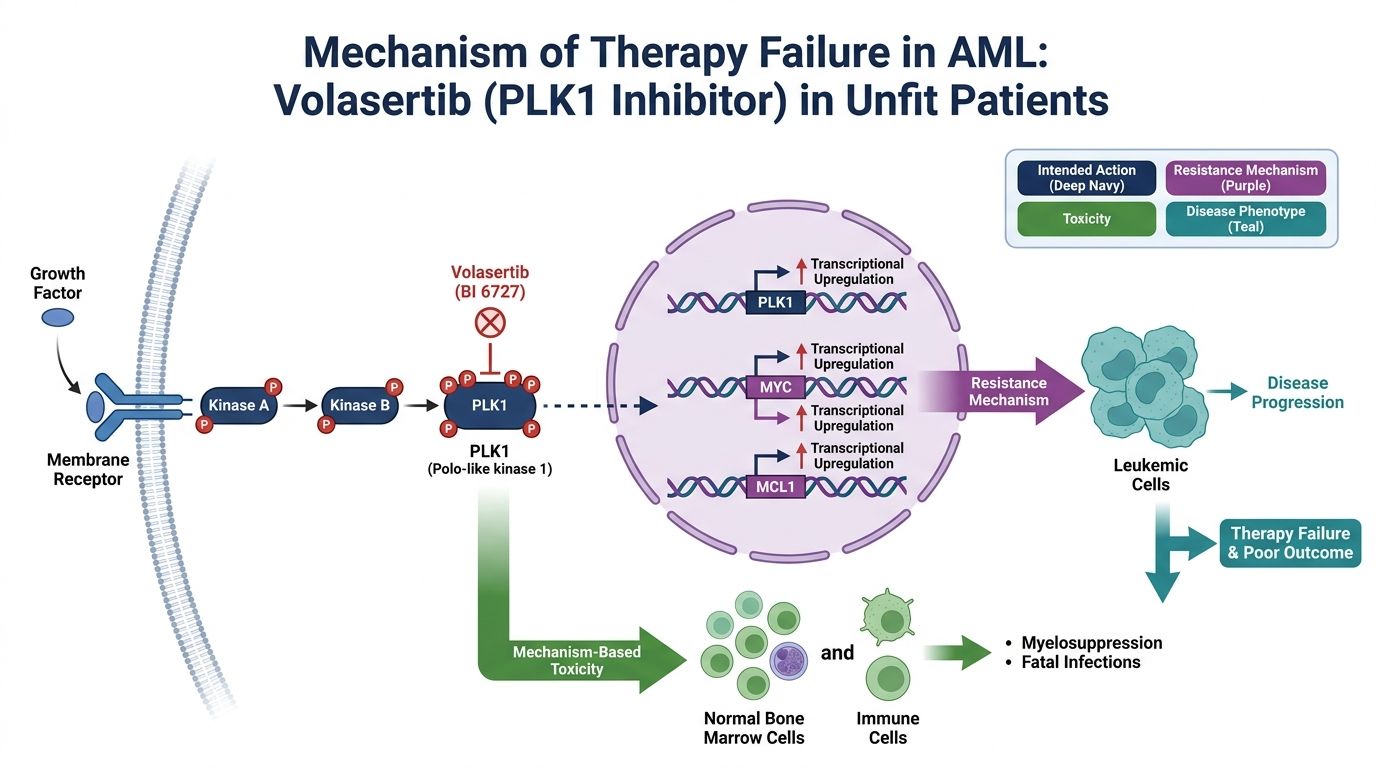 Mechanism of Therapy Failure in AML:
Volasertib (PLK1 Inhibitor) in Unfit Patients
Intended Action
(Deep Navy)
Resistance Mechanism
(Purple)
Toxicity
Disease Phenotype
(Teal)
Growth
Factor
Membrane
Receptor
Kinase A
P
P
Kinase B
P
P
Volasertib
(BI 6727)
PLK1
P
P
P
P
P
P
PLK1
(Polo-like kinase 1)
Transcriptional
Upregulation
PLK1
Transcriptional
Upregulation
MYC
Transcriptional
Upregulation
Transcriptional
Upregulation
MCL1
Resistance
Mechanism
Leukemic
Cells
Disease
Progression
Therapy Failure
& Poor Outcome
Mechanism-Based
Toxicity
Normal Bone
Marrow Cells
and
Immune
Cells
• Myelosuppression
• Fatal Infections